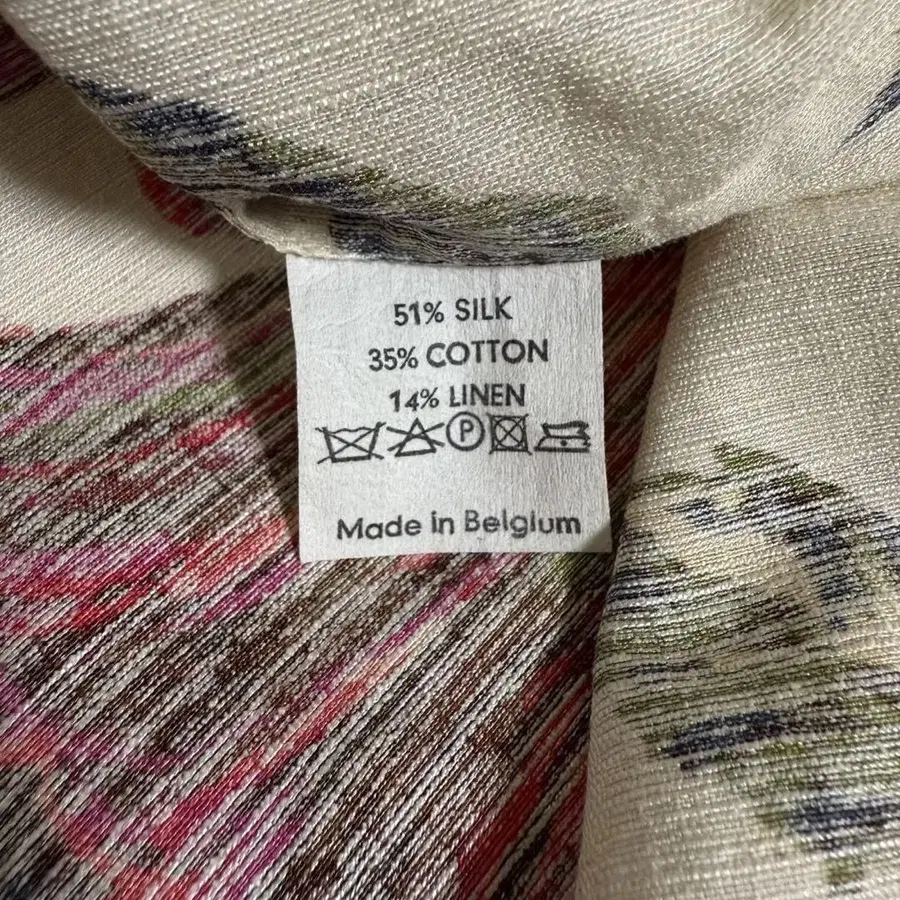 51% SILK
35% COTTON
14% LINEN
P
Made in Belgium